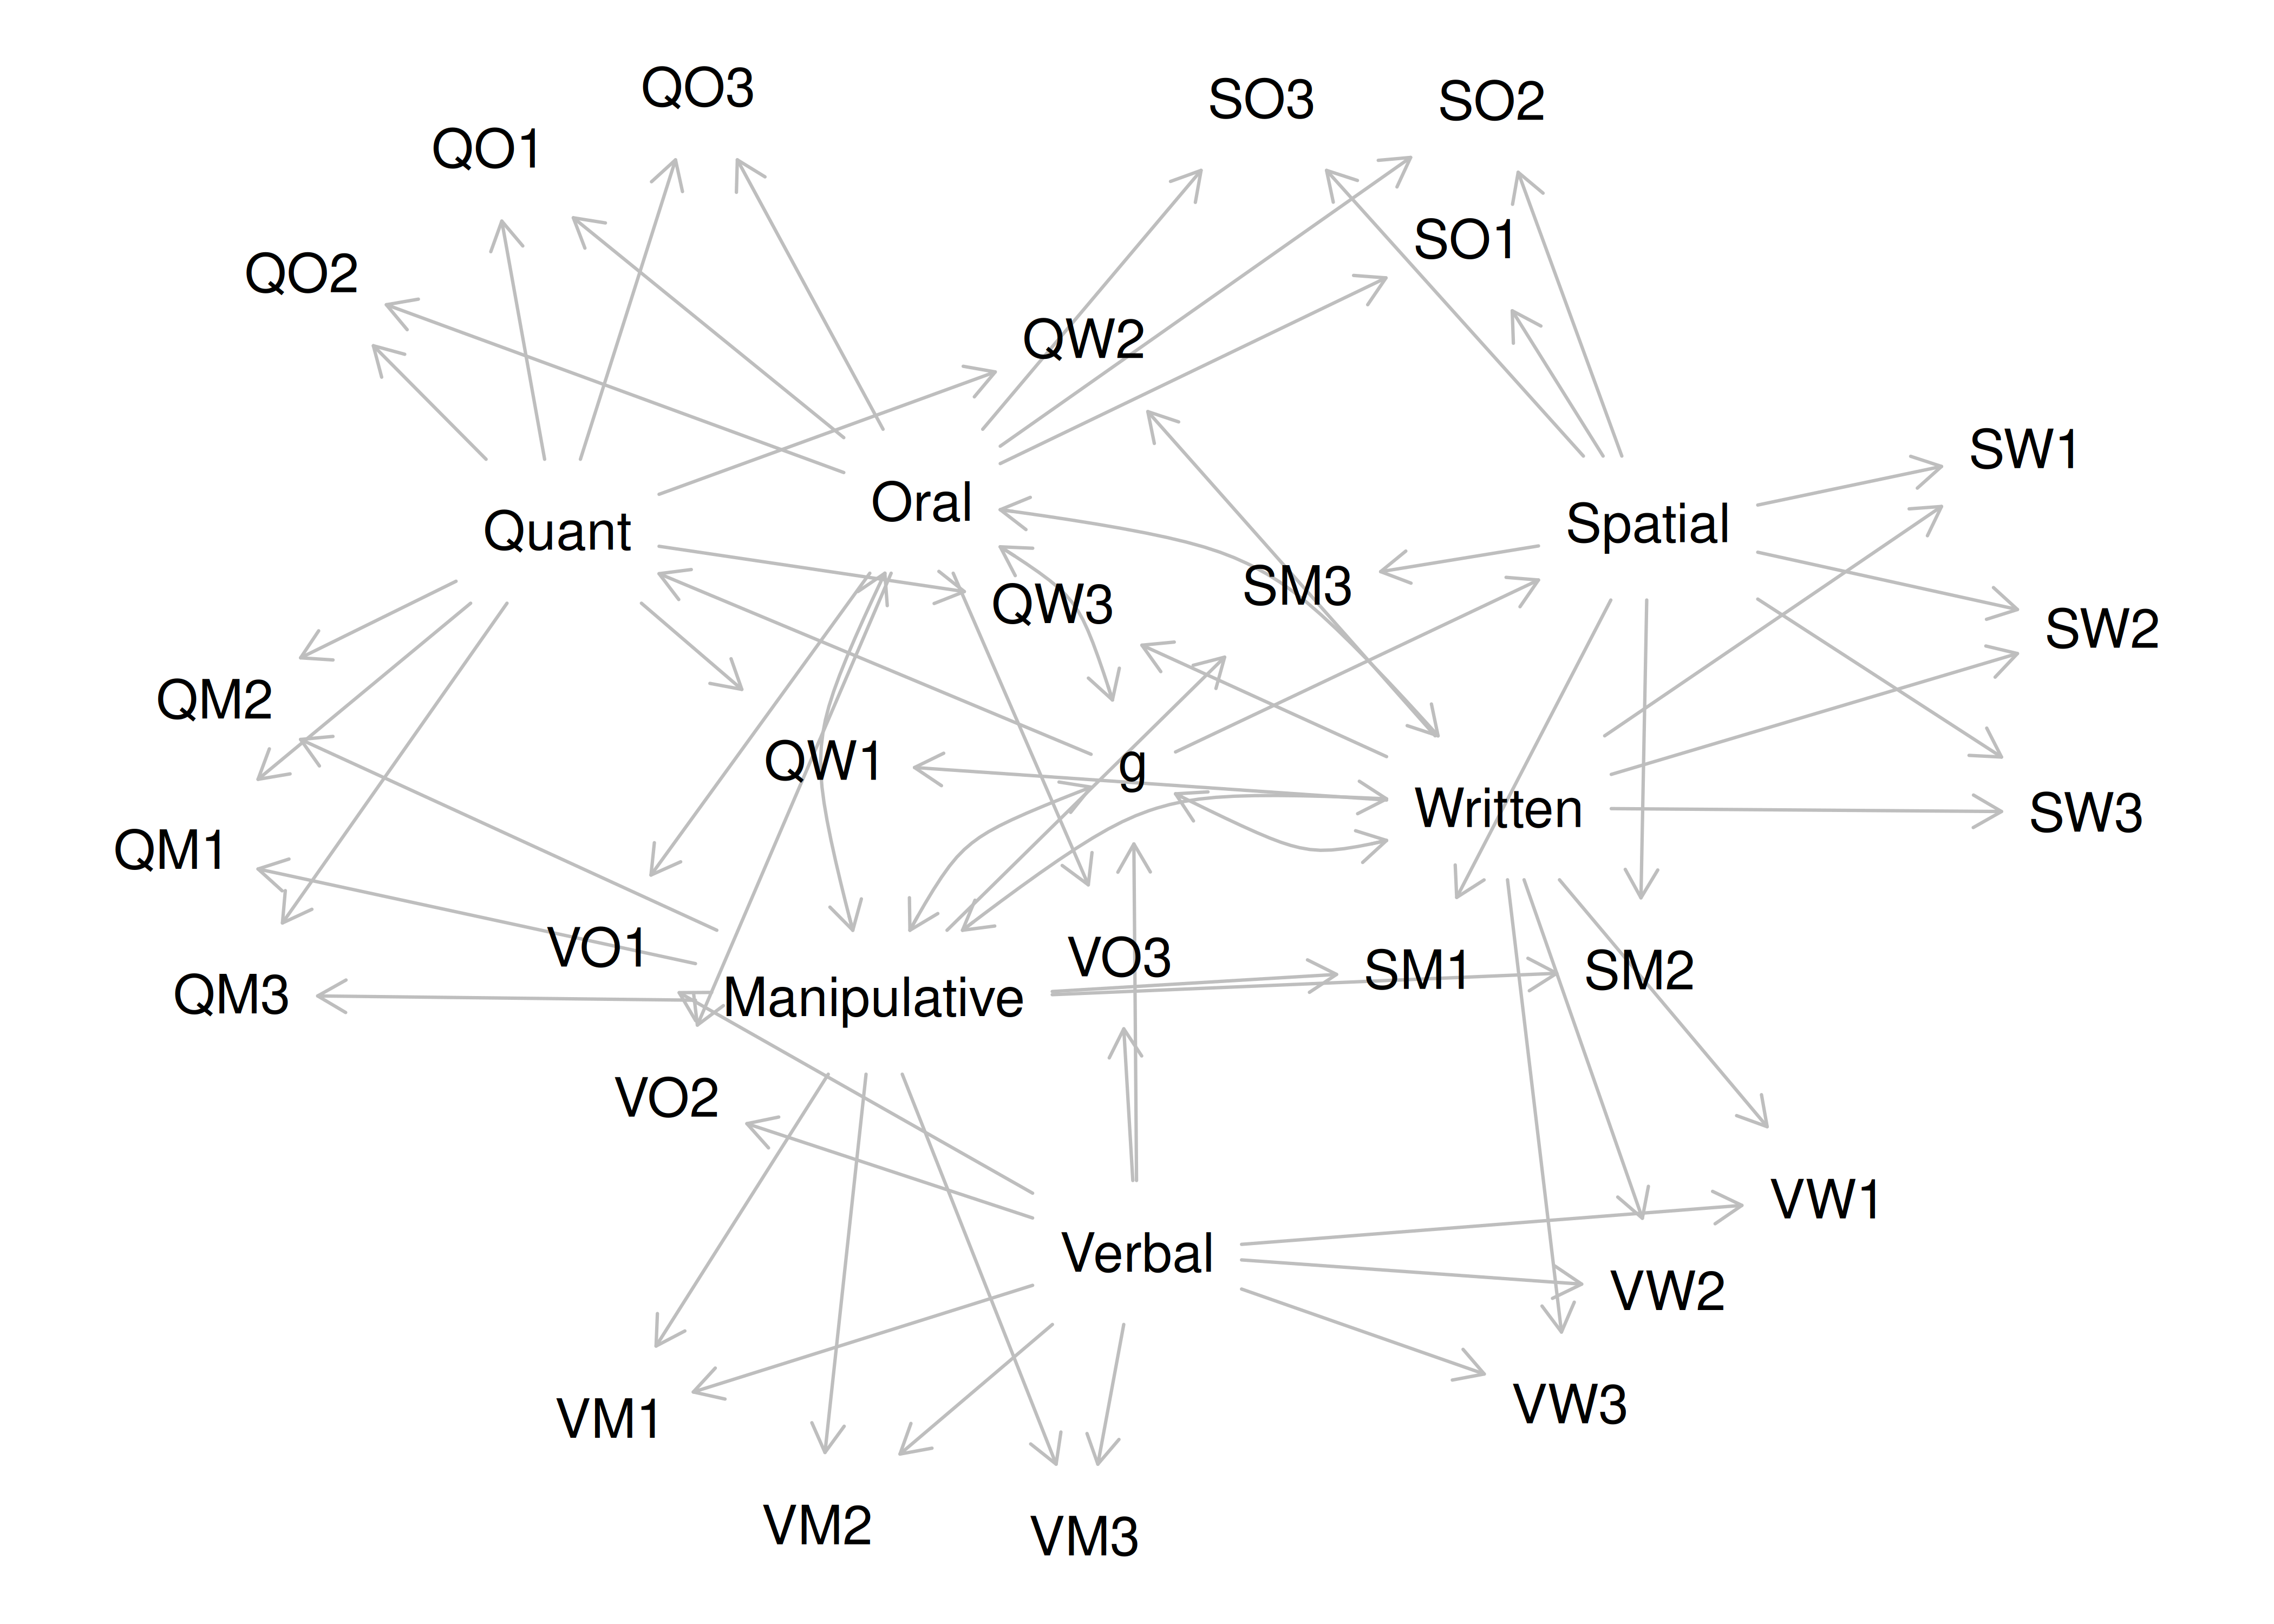 QO3
SO3
SO2
QO1
SO1
QO2
QW2
SW1
Oral
Spatial
Quant
SM3
QW3
SW2
QM2
QW1
g
Written
SW3
QM1
VO1
VO3
SM1
SM2
QM3
Manipulative
VO2
VW1
Verbal
VW2
VW3
VM1
VM2
VM3